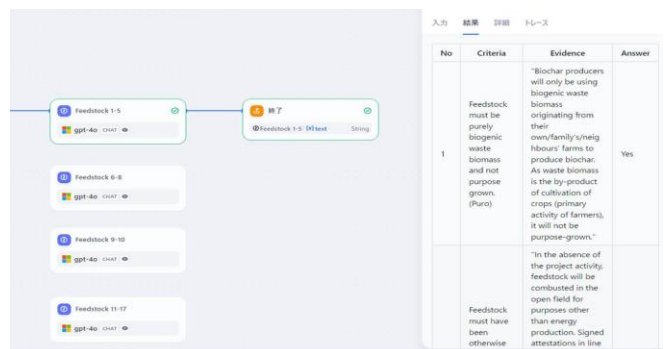 Feedstock 1-5
gpt-4o CHAT
終了
Feedstock 1-5 (x) text String
Feedstock 6-8
gpt-4o CHAT
Feedstock 9-10
gpt-4o CHAT
Feedstock 11-17
gpt-4o CHAT
入力 結果 詳細 トレース
No Criteria Evidence Answer
1
Feedstock
must be
purely
biogenic
waste
biomass
and not
purpose
grown.
(Puro)
"Biochar producers
will only be using
biogenic waste
biomass
originating from
their
own/family's/neig
hbours' farms to
produce biochar.
As waste biomass
is the by-product
of cultivation of
crops (primary
activity of farmers),
it will not be
purpose-grown."
Yes
Feedstock
must have
been
otherwise
"In the absence of
the project activity,
feedstock will be
combusted in the
open field for
purposes other
than energy
production. Signed
attestations in line